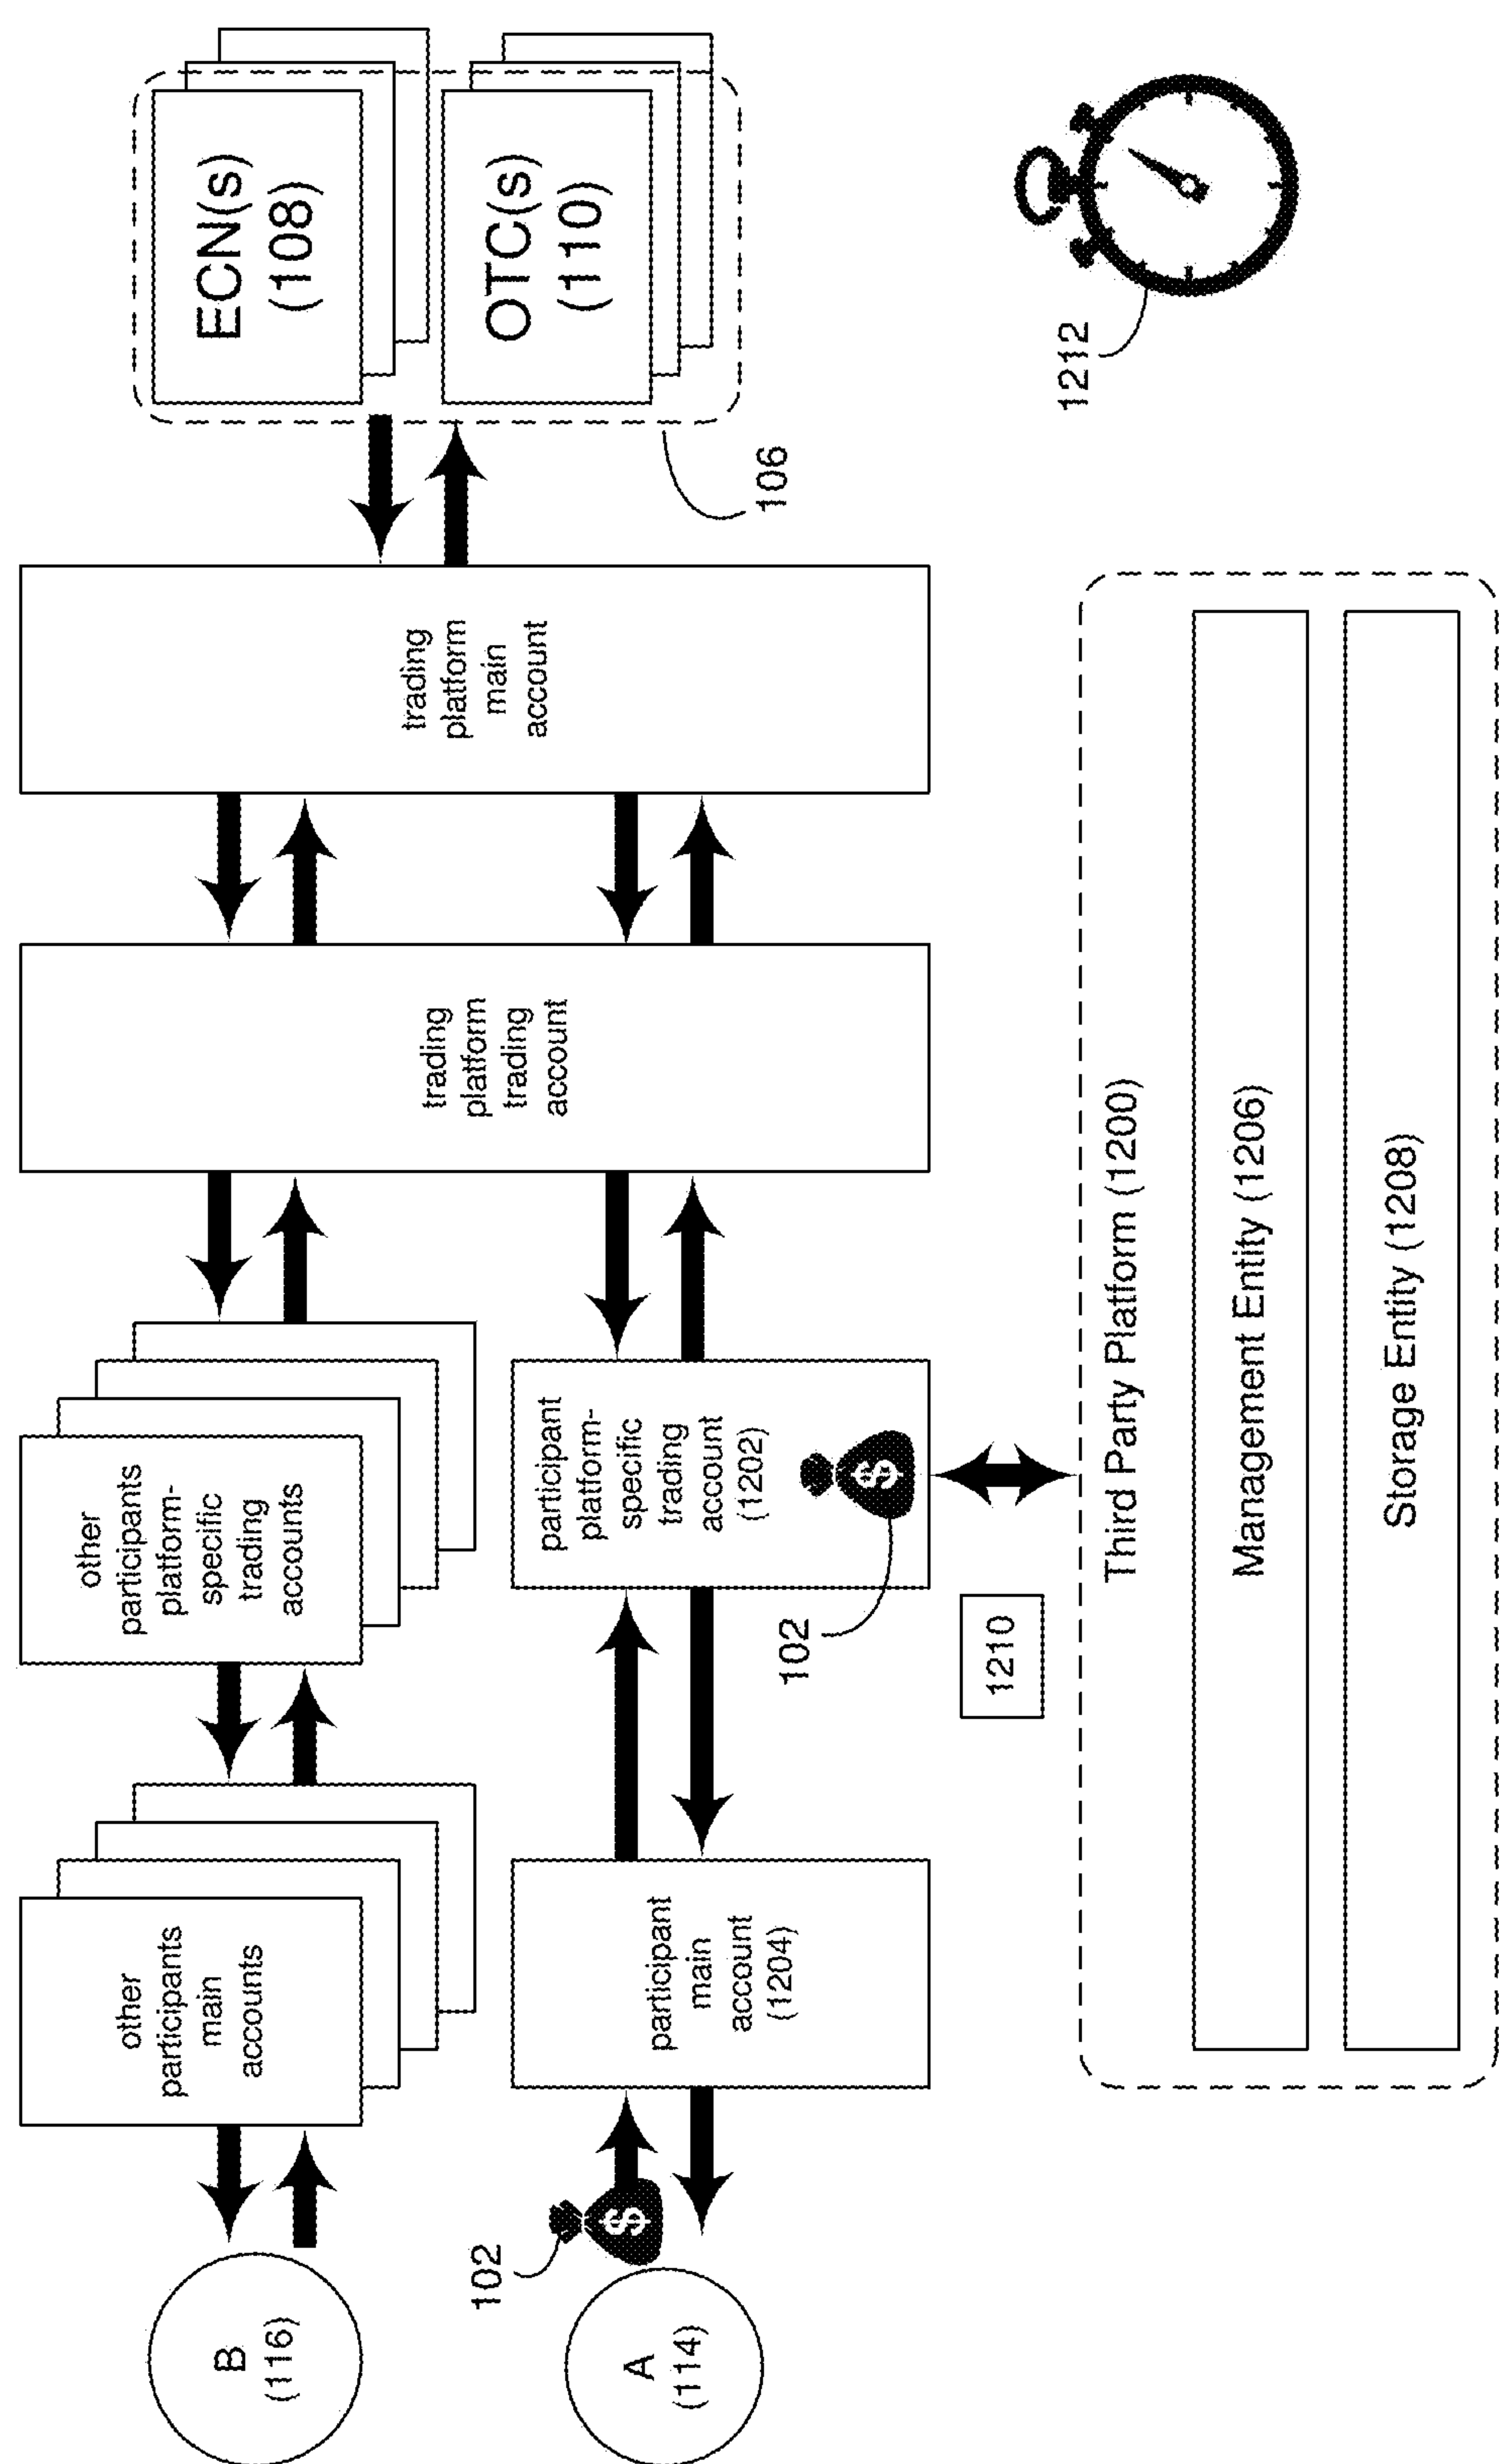 B
(116)
other
participants
main
accounts
other
participants
platform-
specific
trading
accounts
trading
platform
trading
account
trading
platform
main
account
ECN(s)
(108)
OTC(s)
(110)
106
102
$
A
(114)
participant
main
account
(1204)
participant
platform-
specific
trading
account
(1202)
$
102
1210
Third Party Platform (1200)
Management Entity (1206)
Storage Entity (1208)
1212